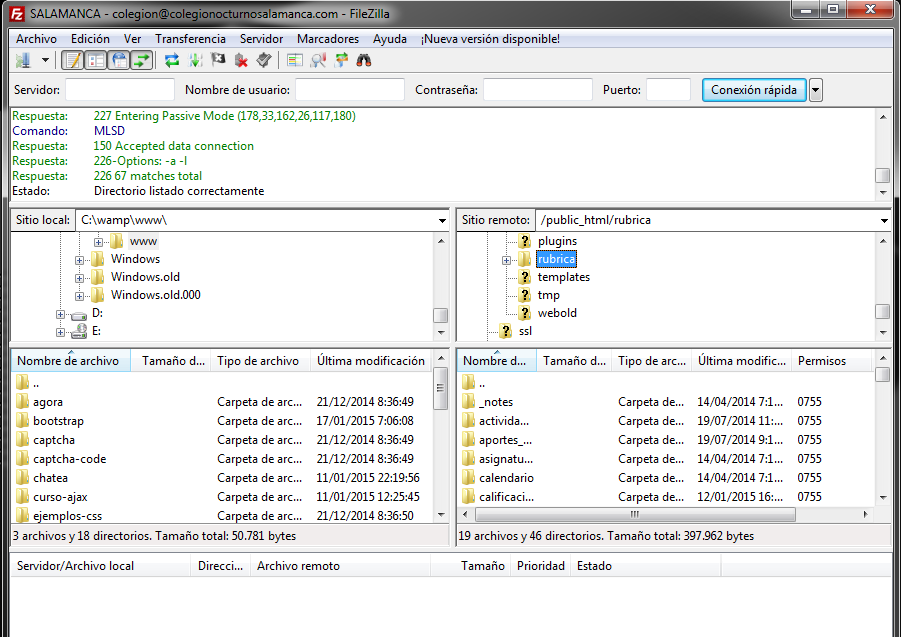 SALAMANCA - colegion@colegionocturnosalamanca.com - FileZilla
Archivo Edición Ver Transferencia Servidor Marcadores Ayuda ¡Nueva versión disponible!
Servidor: Nombre de usuario: Contraseña: Puerto: Conexión rápida
Respuesta: 227 Entering Passive Mode (178,33,162,26,117,180)
Comando: MLSD
Respuesta: 150 Accepted data connection
Respuesta: 226-Options: -a -l
Respuesta: 226 67 matches total
Estado: Directorio listado correctamente
Sitio local: C:\wamp\www\
www
Windows
Windows.old
Windows.old.000
D:
E:
Sitio remoto: /public_html/rubrica
plugins
rubrica
templates
tmp
webold
ssl
Nombre de archivo Tamaño d... Tipo de archivo Última modificación
..
agora Carpeta de arc... 21/12/2014 8:36:49
bootstrap Carpeta de arc... 17/01/2015 7:06:08
captcha Carpeta de arc... 21/12/2014 8:36:49
captcha-code Carpeta de arc... 21/12/2014 8:36:49
chatea Carpeta de arc... 11/01/2015 22:19:56
curso-ajax Carpeta de arc... 11/01/2015 12:25:45
ejemplos-css Carpeta de arc... 21/12/2014 8:36:50
3 archivos y 18 directorios. Tamaño total: 50.781 bytes
Nombre d... Tamaño d... Tipo de arc... Última modific... Permisos
..
_notes Carpeta de... 14/04/2014 7:1... 0755
activida... Carpeta de... 19/07/2014 11:... 0755
aportes_... Carpeta de... 19/07/2014 9:1... 0755
asignatu... Carpeta de... 14/04/2014 7:1... 0755
calendario Carpeta de... 14/04/2014 7:1... 0755
calificaci... Carpeta de... 12/01/2015 16:... 0755
19 archivos y 46 directorios. Tamaño total: 397.962 bytes
Servidor/Archivo local Direcci... Archivo remoto Tamaño Prioridad Estado